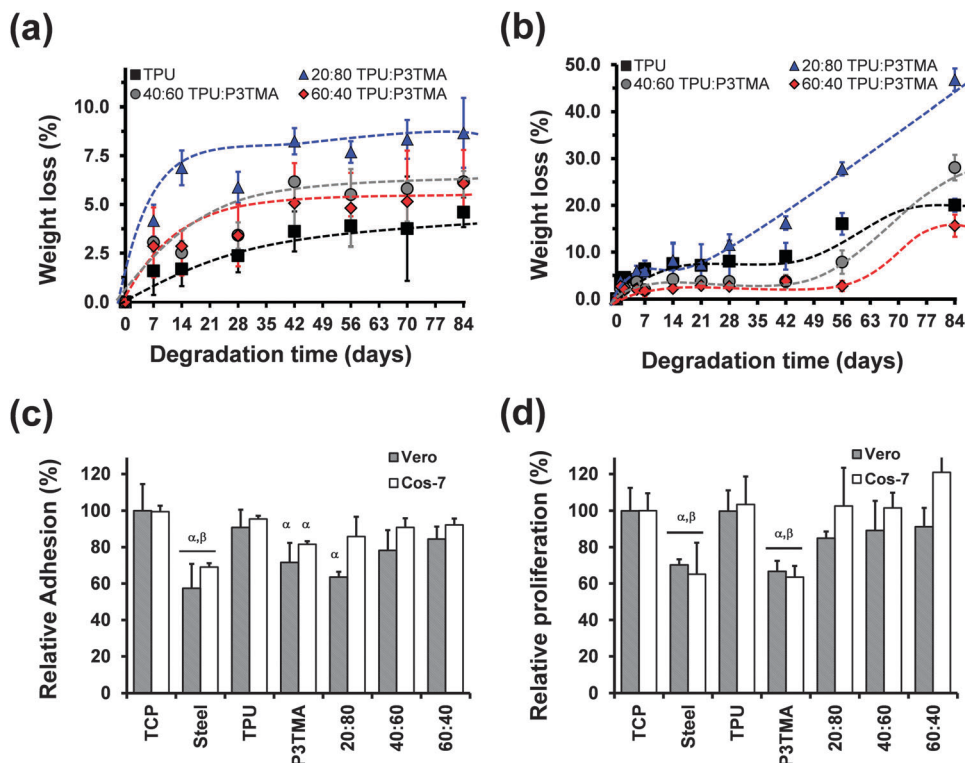 (a)
TPU
20:80 TPU:P3TMA
40:60 TPU:P3TMA
60:40 TPU:P3TMA
Weight loss (%)
10.0
7.5
5.0
2.5
0.0
0 7 14 21 28 35 42 49 56 63 70 77 84
Degradation time (days)
(b)
TPU
20:80 TPU:P3TMA
40:60 TPU:P3TMA
60:40 TPU:P3TMA
Weight loss (%)
50.0
40.0
30.0
20.0
10.0
0.0
0 7 14 21 28 35 42 49 56 63 70 77 84
Degradation time (days)
(c)
Vero
Cos-7
Relative Adhesion (%)
120
100
80
60
40
20
0
α,β
α α
α
TCP
Steel
TPU
P3TMA
20:80
40:60
60:40
(d)
Vero
Cos-7
Relative proliferation (%)
120
100
80
60
40
20
0
α,β
α,β
TCP
Steel
TPU
P3TMA
20:80
40:60
60:40